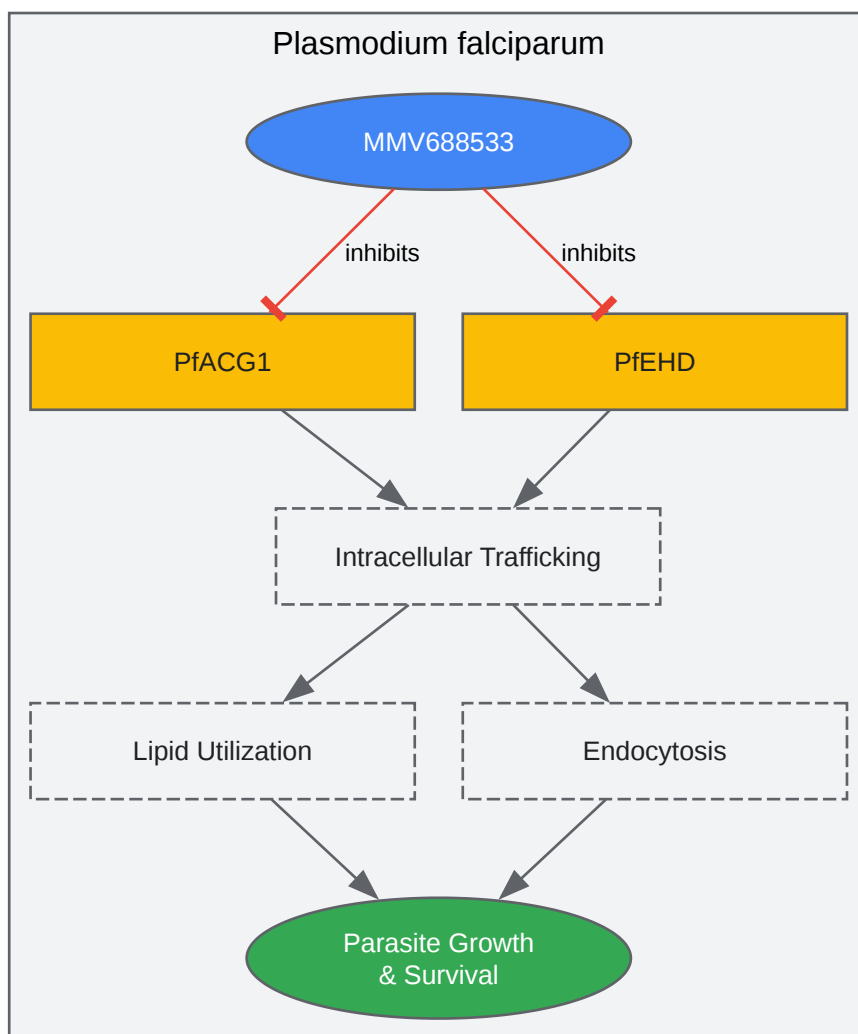 Plasmodium falciparum
MMV688533
inhibits
inhibits
PfACG1
PfEHD
Intracellular Trafficking
Lipid Utilization
Endocytosis
Parasite Growth
& Survival